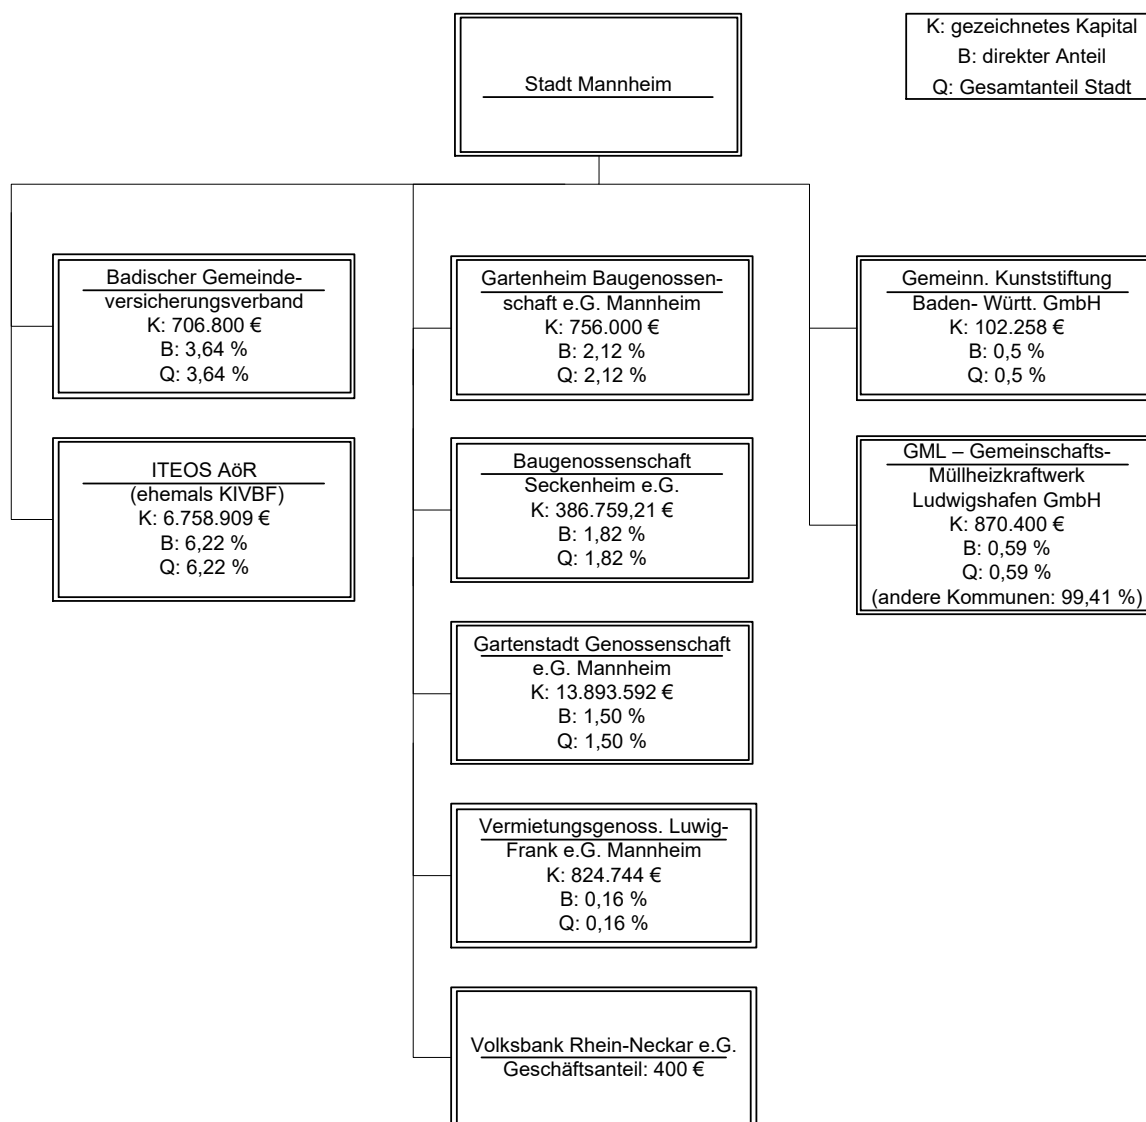 K: gezeichnetes Kapital
B: direkter Anteil
Q: Gesamtanteil Stadt
Stadt Mannheim
Badischer Gemeinde-
versicherungsverband
K: 706.800 €
B: 3,64 %
Q: 3,64 %
ITEOS AöR
(ehemals KIVBF)
K: 6.758.909 €
B: 6,22 %
Q: 6,22 %
Gartenheim Baugenossen-
schaft e.G. Mannheim
K: 756.000 €
B: 2,12 %
Q: 2,12 %
Baugenossenschaft
Seckenheim e.G.
K: 386.759,21 €
B: 1,82 %
Q: 1,82 %
Gartenstadt Genossenschaft
e.G. Mannheim
K: 13.893.592 €
B: 1,50 %
Q: 1,50 %
Vermietungsgenoss. Luwig-
Frank e.G. Mannheim
K: 824.744 €
B: 0,16 %
Q: 0,16 %
Volksbank Rhein-Neckar e.G.
Geschäftsanteil: 400 €
Gemeinn. Kunststiftung
Baden- Württ. GmbH
K: 102.258 €
B: 0,5 %
Q: 0,5 %
GML – Gemeinschafts-
Müllheizkraftwerk
Ludwigshafen GmbH
K: 870.400 €
B: 0,59 %
Q: 0,59 %
(andere Kommunen: 99,41 %)